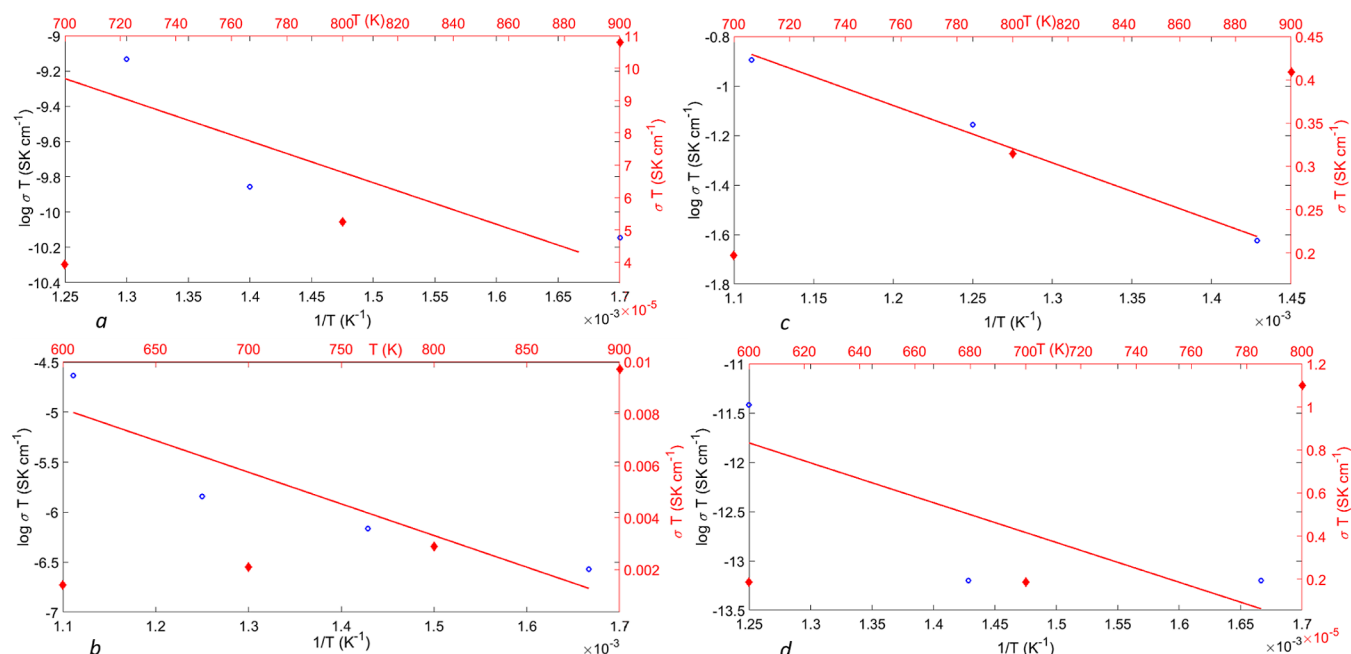 700 720 740 760 780 800 T (K) 820 840 860 880 900
-9
-9.2
-9.4
-9.6
-9.8
-10
-10.2
-10.4
log σ T (SK cm-1)
11
10
9
8
7
6
5
4
σ T (SK cm-1)
×10-5
1.25 1.3 1.35 1.4 1.45 1.5 1.55 1.6 1.65 1.7
a
1/T (K-1)
×10-3
700 720 740 760 780 800 T (K) 820 840 860 880 900
-0.8
-1
-1.2
-1.4
-1.6
-1.8
log σ T (SK cm-1)
0.45
0.4
0.35
0.3
0.25
0.2
σ T (SK cm-1)
1.1 1.15 1.2 1.25 1.3 1.35 1.4 1.45
c
1/T (K-1)
×10-3
600 650 700 750 T (K) 800 850 900
-4.5
-5
-5.5
-6
-6.5
-7
log σ T (SK cm-1)
0.01
0.008
0.006
0.004
0.002
σ T (SK cm-1)
1.1 1.2 1.3 1.4 1.5 1.6 1.7
b
1/T (K-1)
×10-3
600 620 640 660 680 700 T (K) 720 740 760 780 800
-11
-11.5
-12
-12.5
-13
-13.5
log σ T (SK cm-1)
1.2
1
0.8
0.6
0.4
0.2
σ T (SK cm-1)
×10-5
1.25 1.3 1.35 1.4 1.45 1.5 1.55 1.6 1.65 1.7
d
1/T (K-1)
×10-3